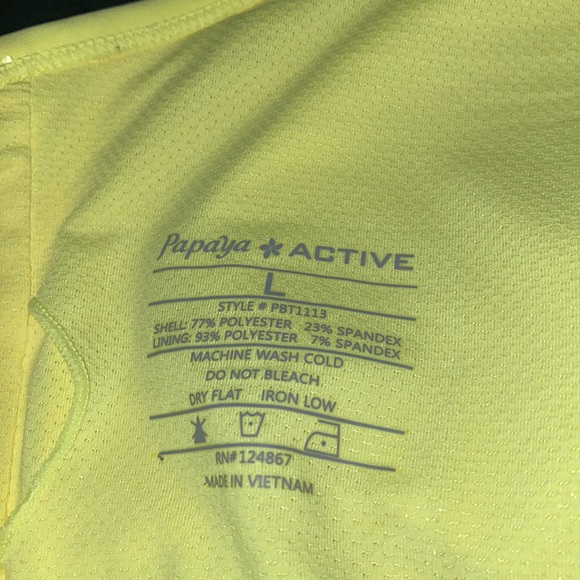 Papaya ACTIVE
L
STYLE # PBT1113
SHELL: 77% POLYESTER 23% SPANDEX
LINING: 93% POLYESTER 7% SPANDEX
MACHINE WASH COLD
DO NOT BLEACH
DRY FLAT IRON LOW
RN#124867
MADE IN VIETNAM